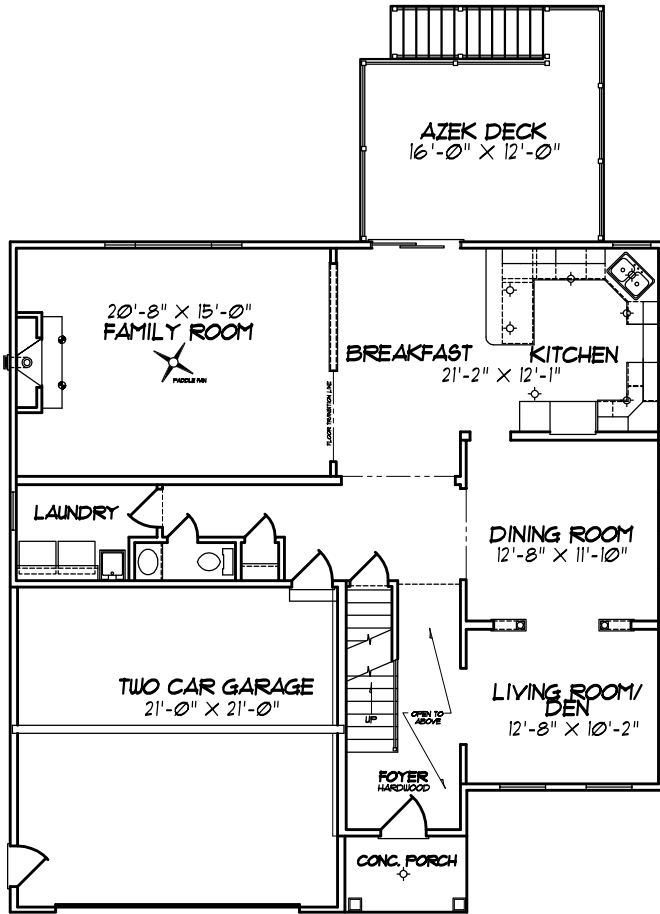 AZEK DECK
16'-0" X 12'-0"
20'-8" X 15'-0"
FAMILY ROOM
PADDLE FAN
BREAKFAST
KITCHEN
21'-2" X 12'-1"
FLOOR TRANSITION LINE
LAUNDRY
DINING ROOM
12'-8" X 11'-10"
TWO CAR GARAGE
21'-0" X 21'-0"
LIVING ROOM/
DEN
12'-8" X 10'-2"
UP
OPEN TO
ABOVE
FOYER
HARDWOOD
CONC. PORCH